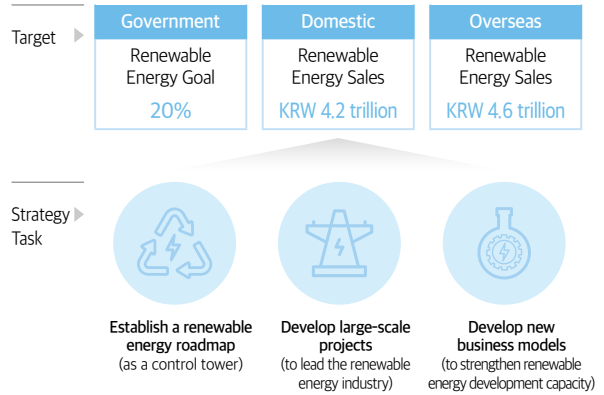 Target
Government
Renewable
Energy Goal
20%
Domestic
Renewable
Energy Sales
KRW 4.2 trillion
Overseas
Renewable
Energy Sales
KRW 4.6 trillion
Strategy
Task
Establish a renewable
energy roadmap
(as a control tower)
Develop large-scale
projects
(to lead the renewable
energy industry)
Develop new
business models
(to strengthen renewable
energy development capacity)